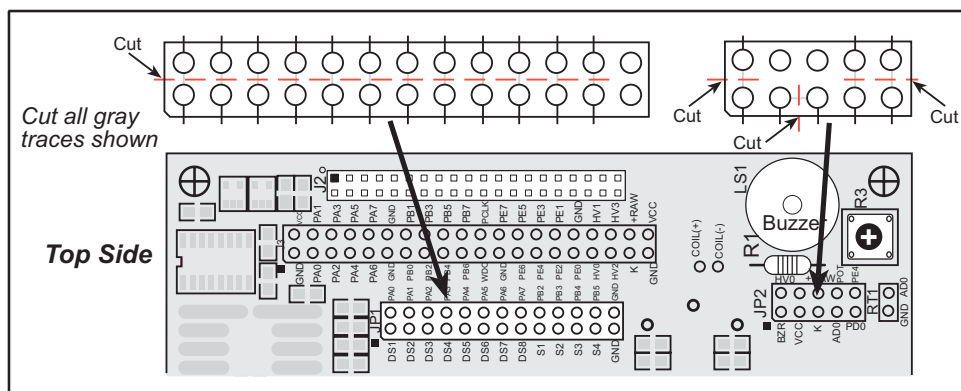 Cut
Cut all gray
traces shown
Cut
Cut
Cut
Top Side
J2
VCC
PA1
PA3
PA5
PA7
GND
PB1
PB3
PB5
PB7
PCLK
PE7
PE5
PE3
PE1
GND
HV1
HV3
+RAW
VCC
GND
PA0
PA2
PA4
PA6
GND
PB0
PB2
PB4
PB6
WDO
GND
PE6
PE4
PE2
PE0
HV0
HV2
K
GND
PA0
PA1
PA2
PA3
PA4
PA5
PA6
PA7
PB2
PB3
PB4
PB5
GND
JP1
DS1
DS2
DS3
DS4
DS5
DS6
DS7
DS8
S1
S2
S3
S4
GND
COIL(+)
COIL(-)
LS1
Buzzer
R3
R1
HV0
POT
PE4
JP2
BZR
VCC
K
AD0
PD0
RT1
GND
AD0